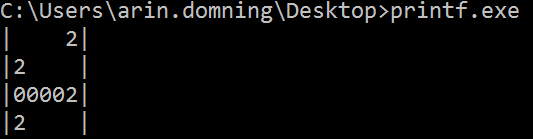 C:\Users\arin.domning\Desktop>printf.exe
|    2|
|2    |
|00002|
|2    |